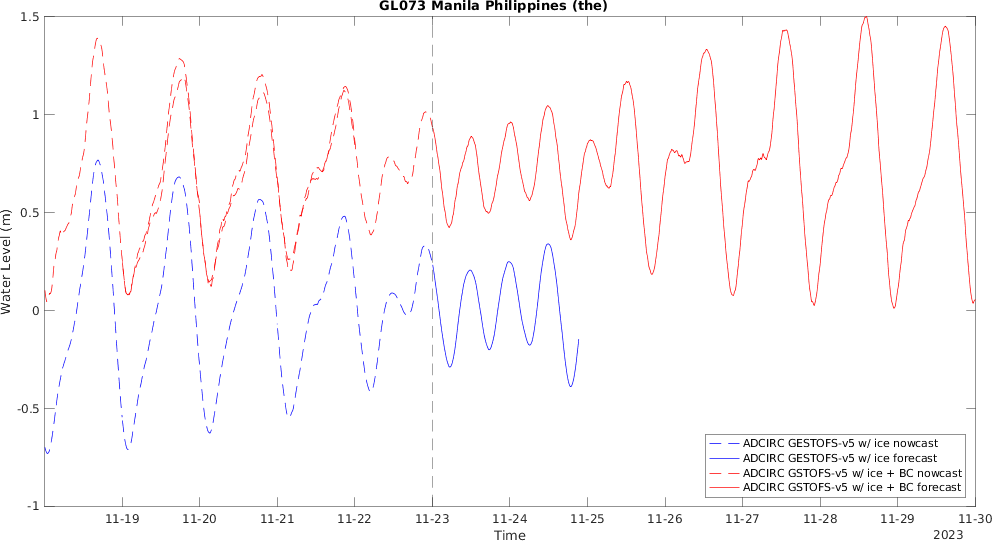 GL073 Manila Philippines (the)
1.5
1
0.5
0
-0.5
-1
Water Level (m)
11-19 11-20 11-21 11-22 11-23 11-24 11-25 11-26 11-27 11-28 11-29 11-30
Time
2023
ADCIRC GESTOFS-v5 w/ ice nowcast
ADCIRC GESTOFS-v5 w/ ice forecast
ADCIRC GSTOFS-v5 w/ ice + BC nowcast
ADCIRC GSTOFS-v5 w/ ice + BC forecast